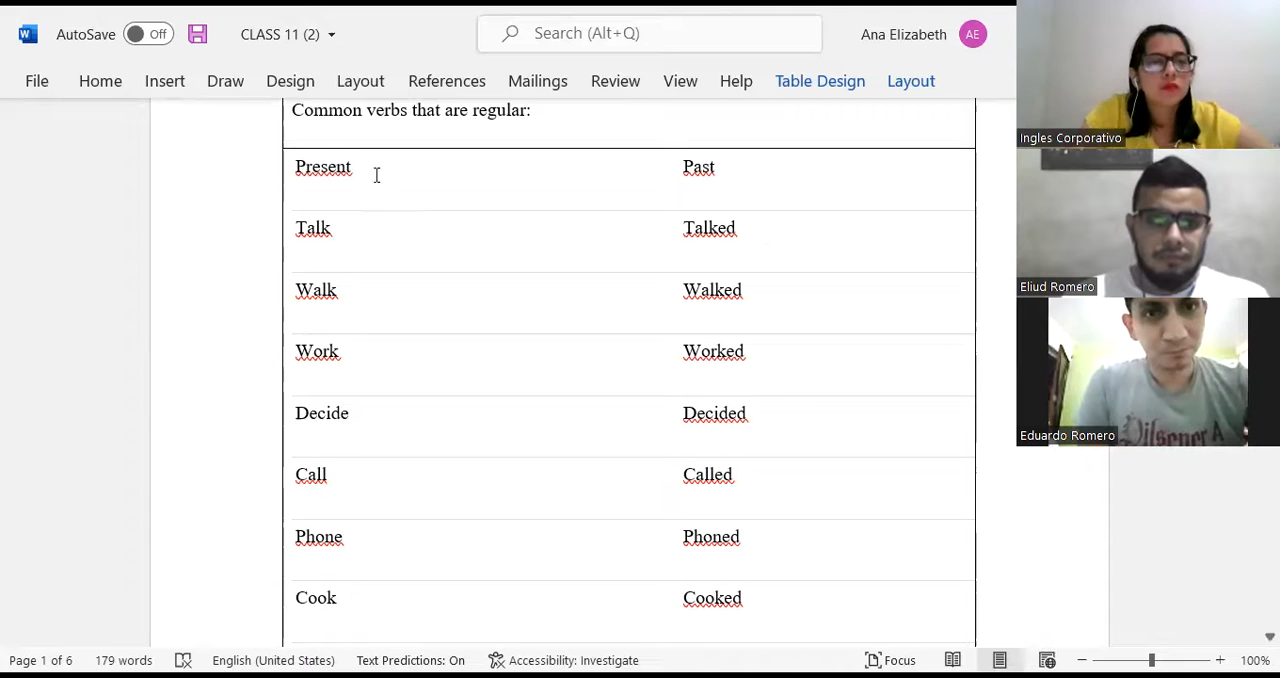 AutoSave Off CLASS 11 (2) Search (Alt+Q) Ana Elizabeth AE
File Home Insert Draw Design Layout References Mailings Review View Help Table Design Layout
Common verbs that are regular:
Present Past
Talk Talked
Walk Walked
Work Worked
Decide Decided
Call Called
Phone Phoned
Cook Cooked
Ingles Corporativo
Eliud Romero
Pilsener A
Eduardo Romero
Page 1 of 6 179 words English (United States) Text Predictions: On Accessibility: Investigate Focus 100%